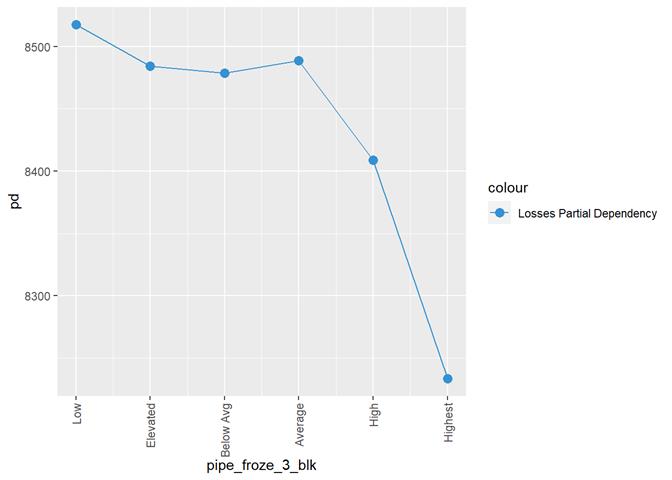 8500
8400
8300
pd
Low
Elevated
Below Avg
Average
High
Highest
pipe_froze_3_blk
colour
Losses Partial Dependency